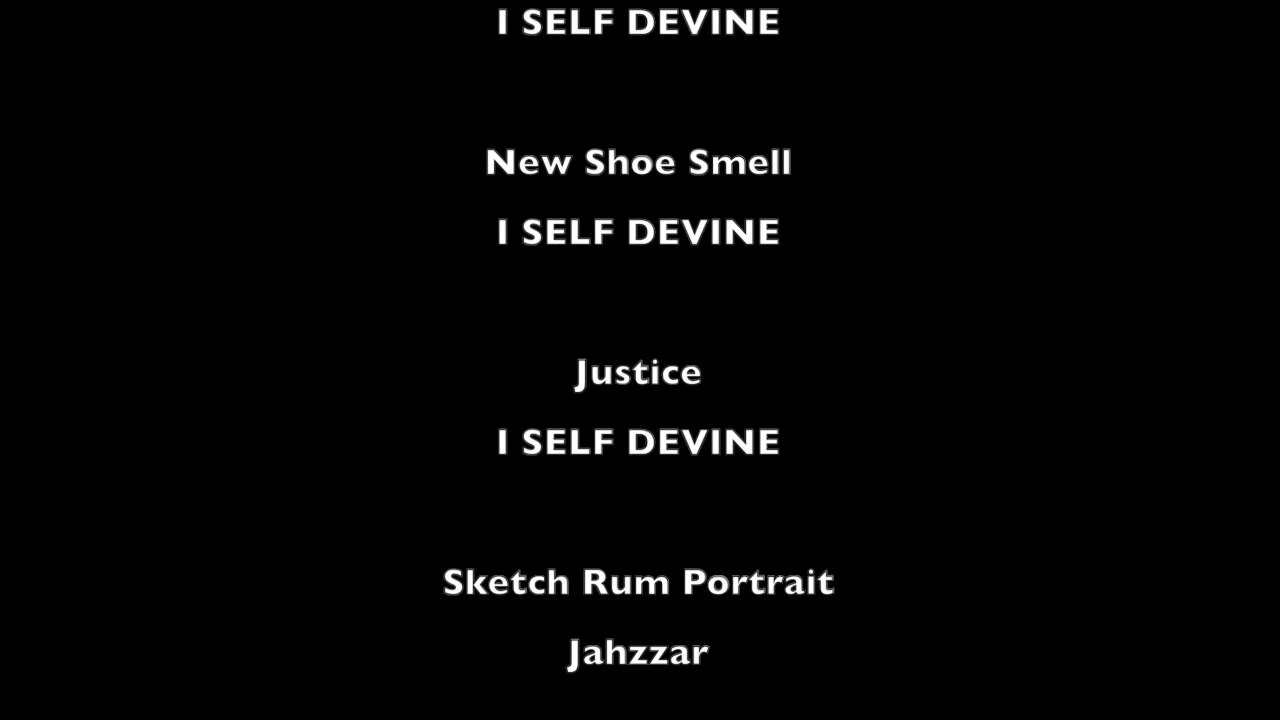 I SELF DEVINE
New Shoe Smell
I SELF DEVINE
Justice
I SELF DEVINE
Sketch Rum Portrait
Jahzzar